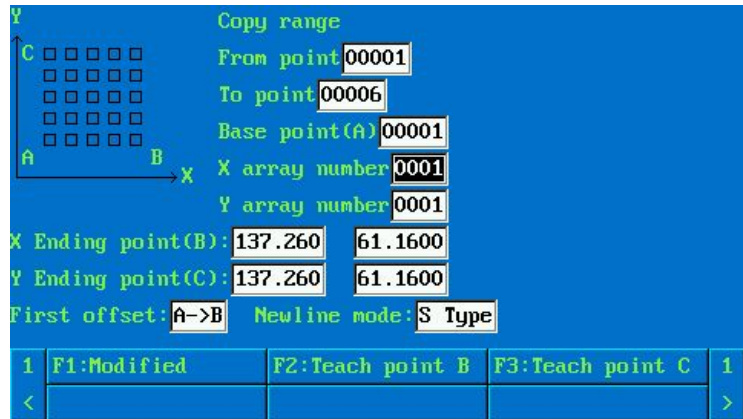 Y
Copy range
C
From point 00001
To point 00006
Base point(A) 00001
A B X
X array number 0001
Y array number 0001
X Ending point(B): 137.260 61.1600
Y Ending point(C): 137.260 61.1600
First offset: A->B Newline mode: S Type
1 F1:Modified F2:Teach point B F3:Teach point C 1
< >